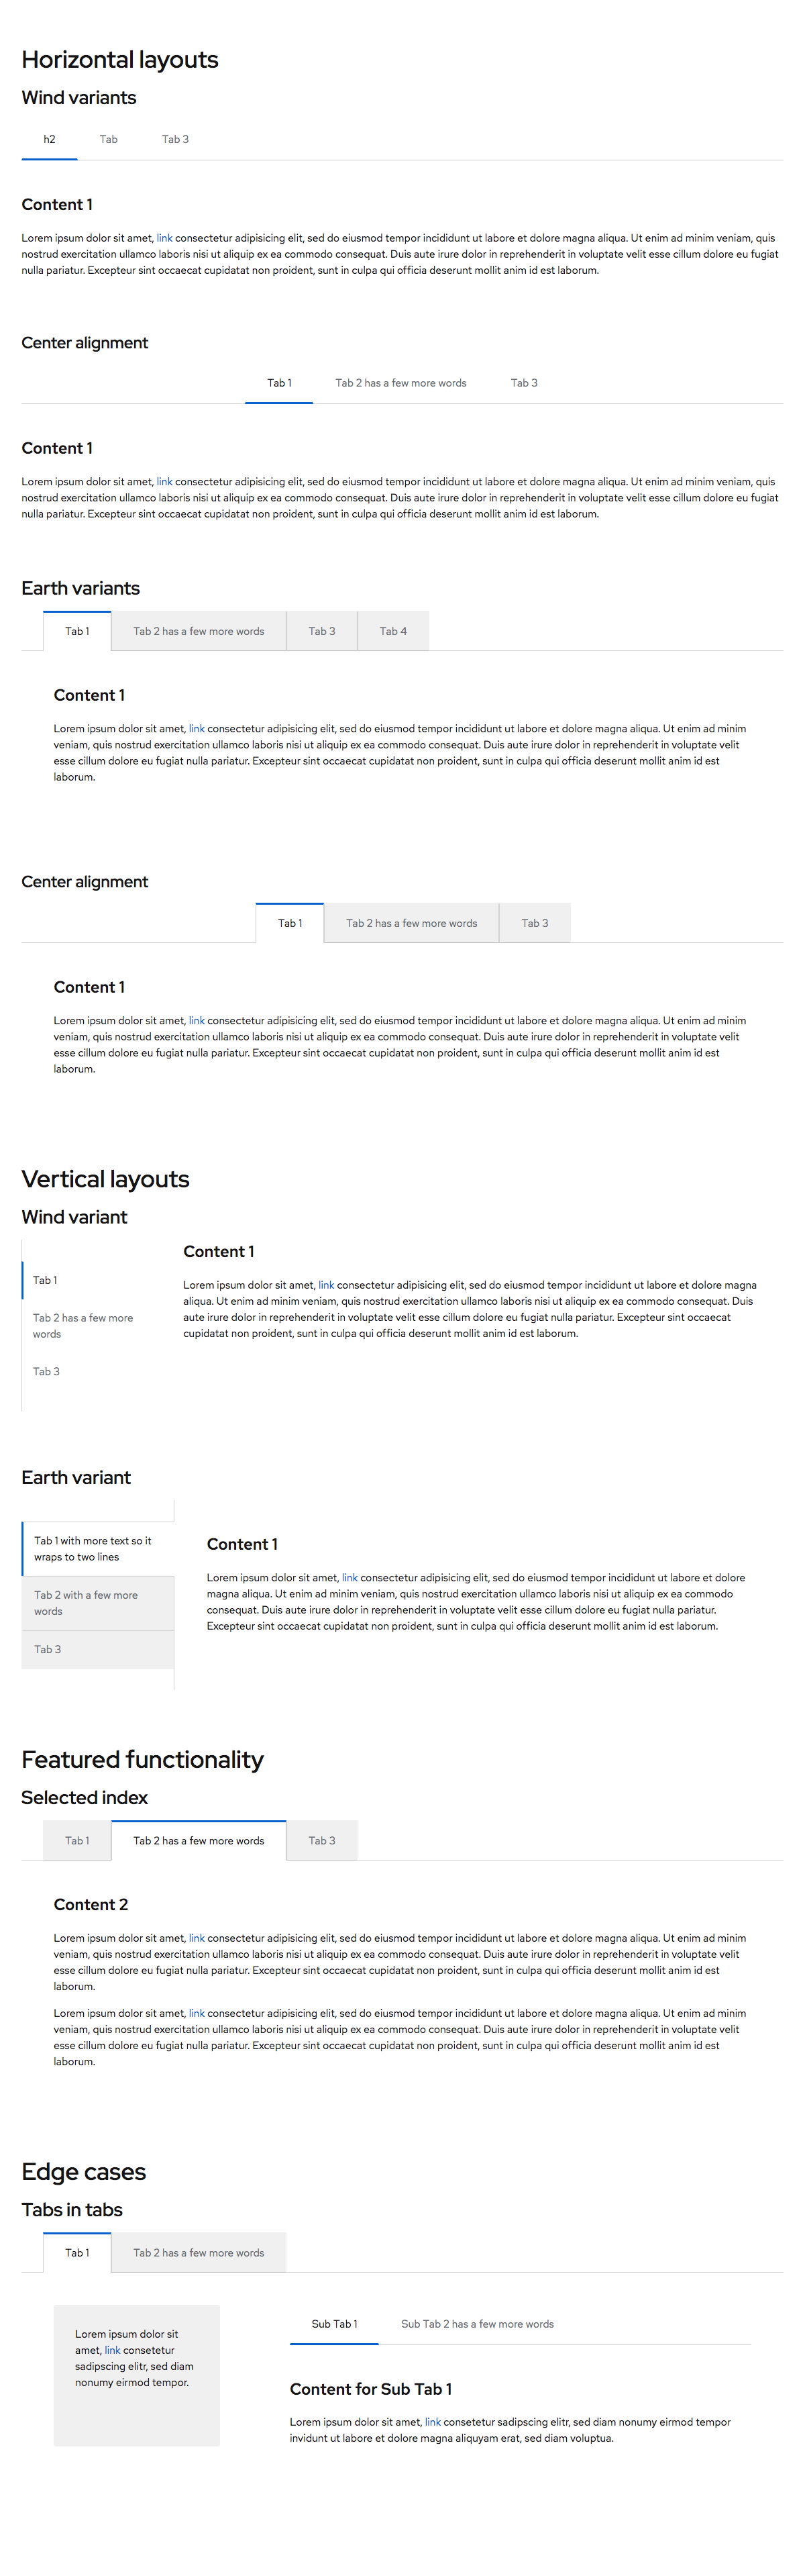 Horizontal layouts
Wind variants
h2 Tab Tab 3
Content 1
Lorem ipsum dolor sit amet, link consectetur adipisicing elit, sed do eiusmod tempor incididunt ut labore et dolore magna aliqua. Ut enim ad minim veniam, quis
nostrud exercitation ullamco laboris nisi ut aliquip ex ea commodo consequat. Duis aute irure dolor in reprehenderit in voluptate velit esse cillum dolore eu fugiat
nulla pariatur. Excepteur sint occaecat cupidatat non proident, sunt in culpa qui officia deserunt mollit anim id est laborum.
Center alignment
Tab 1 Tab 2 has a few more words Tab 3
Content 1
Lorem ipsum dolor sit amet, link consectetur adipisicing elit, sed do eiusmod tempor incididunt ut labore et dolore magna aliqua. Ut enim ad minim veniam, quis
nostrud exercitation ullamco laboris nisi ut aliquip ex ea commodo consequat. Duis aute irure dolor in reprehenderit in voluptate velit esse cillum dolore eu fugiat
nulla pariatur. Excepteur sint occaecat cupidatat non proident, sunt in culpa qui officia deserunt mollit anim id est laborum.
Earth variants
Tab 1 Tab 2 has a few more words Tab 3 Tab 4
Content 1
Lorem ipsum dolor sit amet, link consectetur adipisicing elit, sed do eiusmod tempor incididunt ut labore et dolore magna aliqua. Ut enim ad minim
veniam, quis nostrud exercitation ullamco laboris nisi ut aliquip ex ea commodo consequat. Duis aute irure dolor in reprehenderit in voluptate velit
esse cillum dolore eu fugiat nulla pariatur. Excepteur sint occaecat cupidatat non proident, sunt in culpa qui officia deserunt mollit anim id est
laborum.
Center alignment
Tab 1 Tab 2 has a few more words Tab 3
Content 1
Lorem ipsum dolor sit amet, link consectetur adipisicing elit, sed do eiusmod tempor incididunt ut labore et dolore magna aliqua. Ut enim ad minim
veniam, quis nostrud exercitation ullamco laboris nisi ut aliquip ex ea commodo consequat. Duis aute irure dolor in reprehenderit in voluptate velit
esse cillum dolore eu fugiat nulla pariatur. Excepteur sint occaecat cupidatat non proident, sunt in culpa qui officia deserunt mollit anim id est
laborum.
Vertical layouts
Wind variant
Tab 1
Tab 2 has a few more
words
Tab 3
Content 1
Lorem ipsum dolor sit amet, link consectetur adipisicing elit, sed do eiusmod tempor incididunt ut labore et dolore magna
aliqua. Ut enim ad minim veniam, quis nostrud exercitation ullamco laboris nisi ut aliquip ex ea commodo consequat. Duis
aute irure dolor in reprehenderit in voluptate velit esse cillum dolore eu fugiat nulla pariatur. Excepteur sint occaecat
cupidatat non proident, sunt in culpa qui officia deserunt mollit anim id est laborum.
Earth variant
Tab 1 with more text so it
wraps to two lines
Tab 2 with a few more
words
Tab 3
Content 1
Lorem ipsum dolor sit amet, link consectetur adipisicing elit, sed do eiusmod tempor incididunt ut labore et dolore
magna aliqua. Ut enim ad minim veniam, quis nostrud exercitation ullamco laboris nisi ut aliquip ex ea commodo
consequat. Duis aute irure dolor in reprehenderit in voluptate velit esse cillum dolore eu fugiat nulla pariatur.
Excepteur sint occaecat cupidatat non proident, sunt in culpa qui officia deserunt mollit anim id est laborum.
Featured functionality
Selected index
Tab 1 Tab 2 has a few more words Tab 3
Content 2
Lorem ipsum dolor sit amet, link consectetur adipisicing elit, sed do eiusmod tempor incididunt ut labore et dolore magna aliqua. Ut enim ad minim
veniam, quis nostrud exercitation ullamco laboris nisi ut aliquip ex ea commodo consequat. Duis aute irure dolor in reprehenderit in voluptate velit
esse cillum dolore eu fugiat nulla pariatur. Excepteur sint occaecat cupidatat non proident, sunt in culpa qui officia deserunt mollit anim id est
laborum.
Lorem ipsum dolor sit amet, link consectetur adipisicing elit, sed do eiusmod tempor incididunt ut labore et dolore magna aliqua. Ut enim ad minim
veniam, quis nostrud exercitation ullamco laboris nisi ut aliquip ex ea commodo consequat. Duis aute irure dolor in reprehenderit in voluptate velit
esse cillum dolore eu fugiat nulla pariatur. Excepteur sint occaecat cupidatat non proident, sunt in culpa qui officia deserunt mollit anim id est
laborum.
Edge cases
Tabs in tabs
Tab 1 Tab 2 has a few more words
Lorem ipsum dolor sit
amet, link consetetur
sadipscing elitr, sed diam
nonumy eirmod tempor.
Sub Tab 1 Sub Tab 2 has a few more words
Content for Sub Tab 1
Lorem ipsum dolor sit amet, link consetetur sadipscing elitr, sed diam nonumy eirmod tempor
invidunt ut labore et dolore magna aliquyam erat, sed diam voluptua.